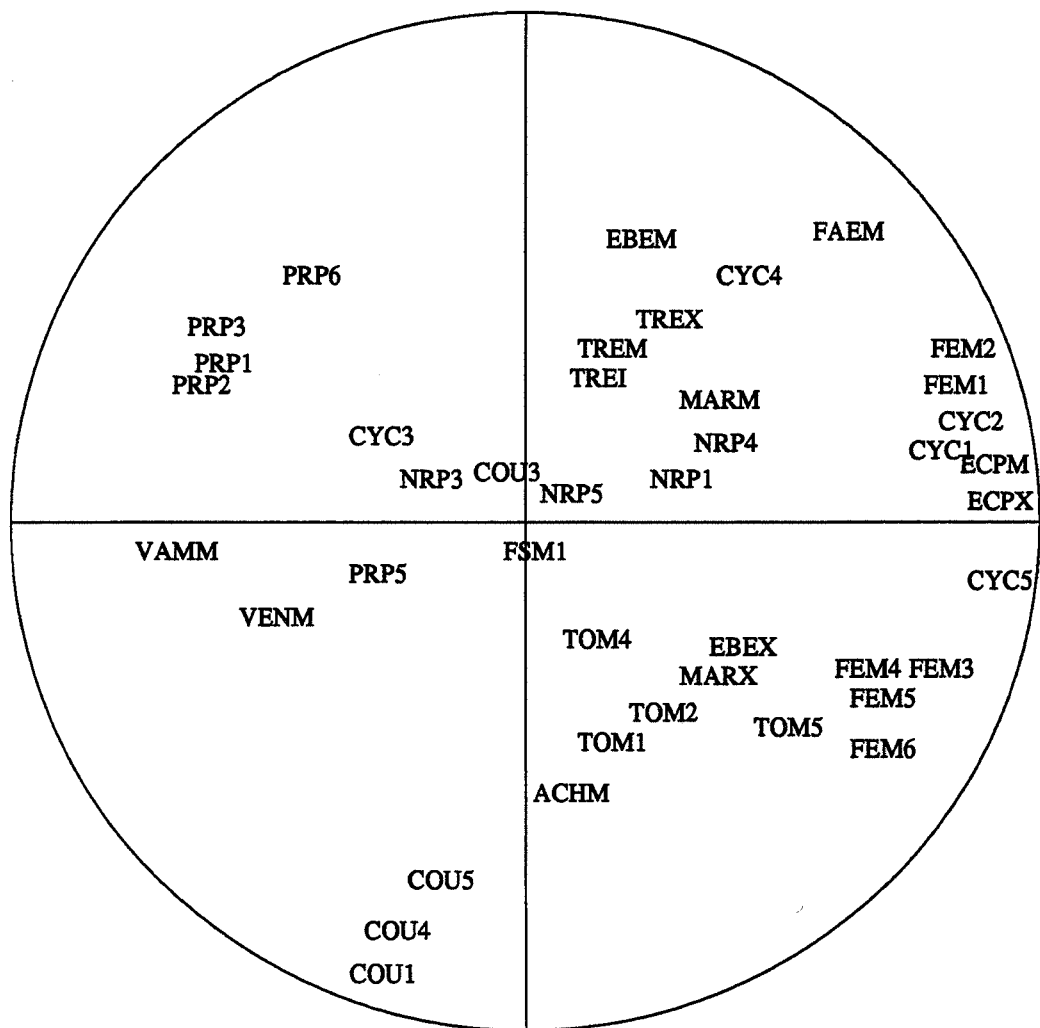 FAEM
EBEM
PRP6
CYC4
TREX
PRP3
TREM
FEM2
PRP1
TREI
PRP2
FEM1
MARM
CYC2
CYC3
NRP4
CYC1
ECPM
COU3
NRP3
NRP1
NRP5
ECPX
VAMM
FSM1
PRP5
CYC5
VENM
TOM4
EBEX
FEM4 FEM3
MARX
FEM5
TOM2
TOM5
TOM1
FEM6
ACHM
COU5
COU4
COU1